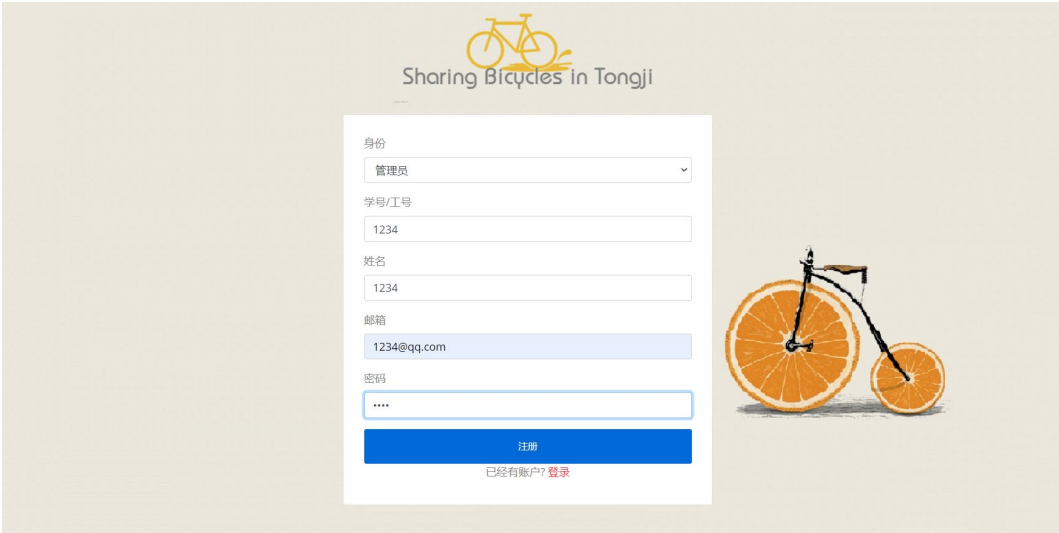 Sharing Bicycles in Tongji
身份
管理员
学号/工号
1234
姓名
1234
邮箱
1234@qq.com
密码
••••
注册
已经有账户? 登录